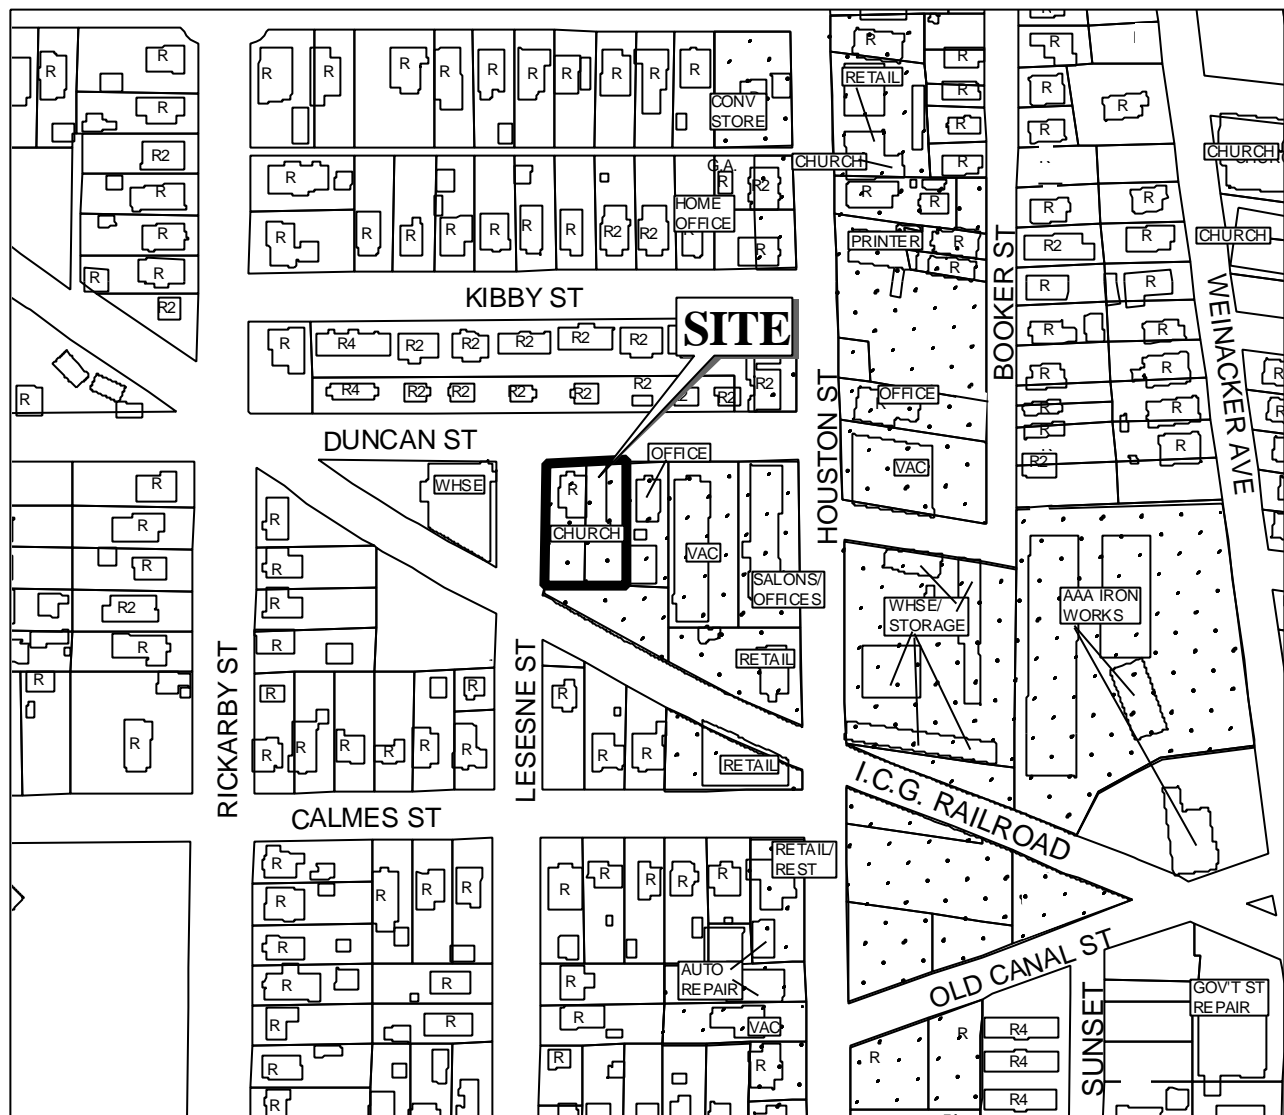 R R R R R R R R R R R R R R R
RETAIL
R
R
CONV
STORE
R
R
R
R
R2
CHURCH
R
CHURCH
R
R
G.A.
R
R2
R
R
R
R
HOME
OFFICE
R
R
R
R
R
R
R
R
R
R2
R2
R
PRINTER
R
R2
R
CHURCH
R
R
R
R
R
R
BOOKER ST
WEINACKER AVE
KIBBY ST
R2
SITE
R
R4
R2
R2
R2
R2
R2
R
R
R
R
R
R4
R2
R2
R2
R2
R2
R2
R2
OFFICE
R
R
R
R
HOUSTON ST
DUNCAN ST
OFFICE
R
VAC
R2
R
WHSE
R
R
R
CHURCH
VAC
R
R
SALONS/
OFFICES
WHSE/
STORAGE
AAA IRON
WORKS
R2
R
R
R
RETAIL
RICKARBY ST
LESESNE ST
R
R
R
R
R
R
R
R
R
R
R
R
R
R
RETAIL
I.C.G. RAILROAD
CALMES ST
RETAIL/
REST
R
R
R
R
R
R
R
R
R
R
R
OLD CANAL ST
R
R
R
R
AUTO
REPAIR
GOV'T ST
REPAIR
R
R
R
VAC
R
R4
SUNSET
R
R
R
R
R4
R
R4